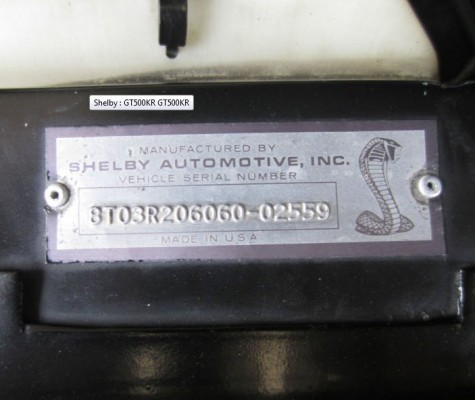 Shelby : GT500KR GT500KR
MANUFACTURED BY
SHELBY AUTOMOTIVE, INC.
VEHICLE SERIAL NUMBER
8T03R206060-02559
MADE IN USA